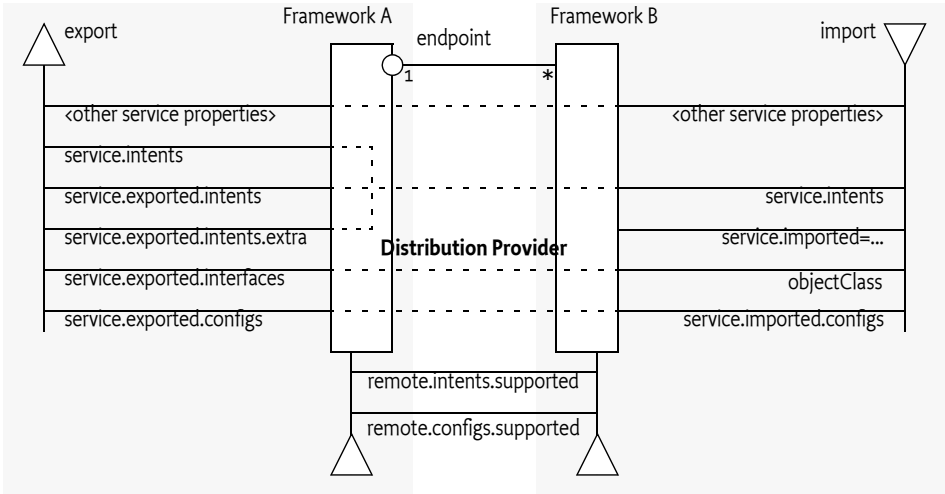 Framework A
Framework B
export
endpoint
import
1
*
<other service properties>
<other service properties>
service.intents
service.exported.intents
service.intents
service.exported.intents.extra
Distribution Provider
service.imported=...
service.exported.interfaces
objectClass
service.exported.configs
service.imported.configs
remote.intents.supported
remote.configs.supported